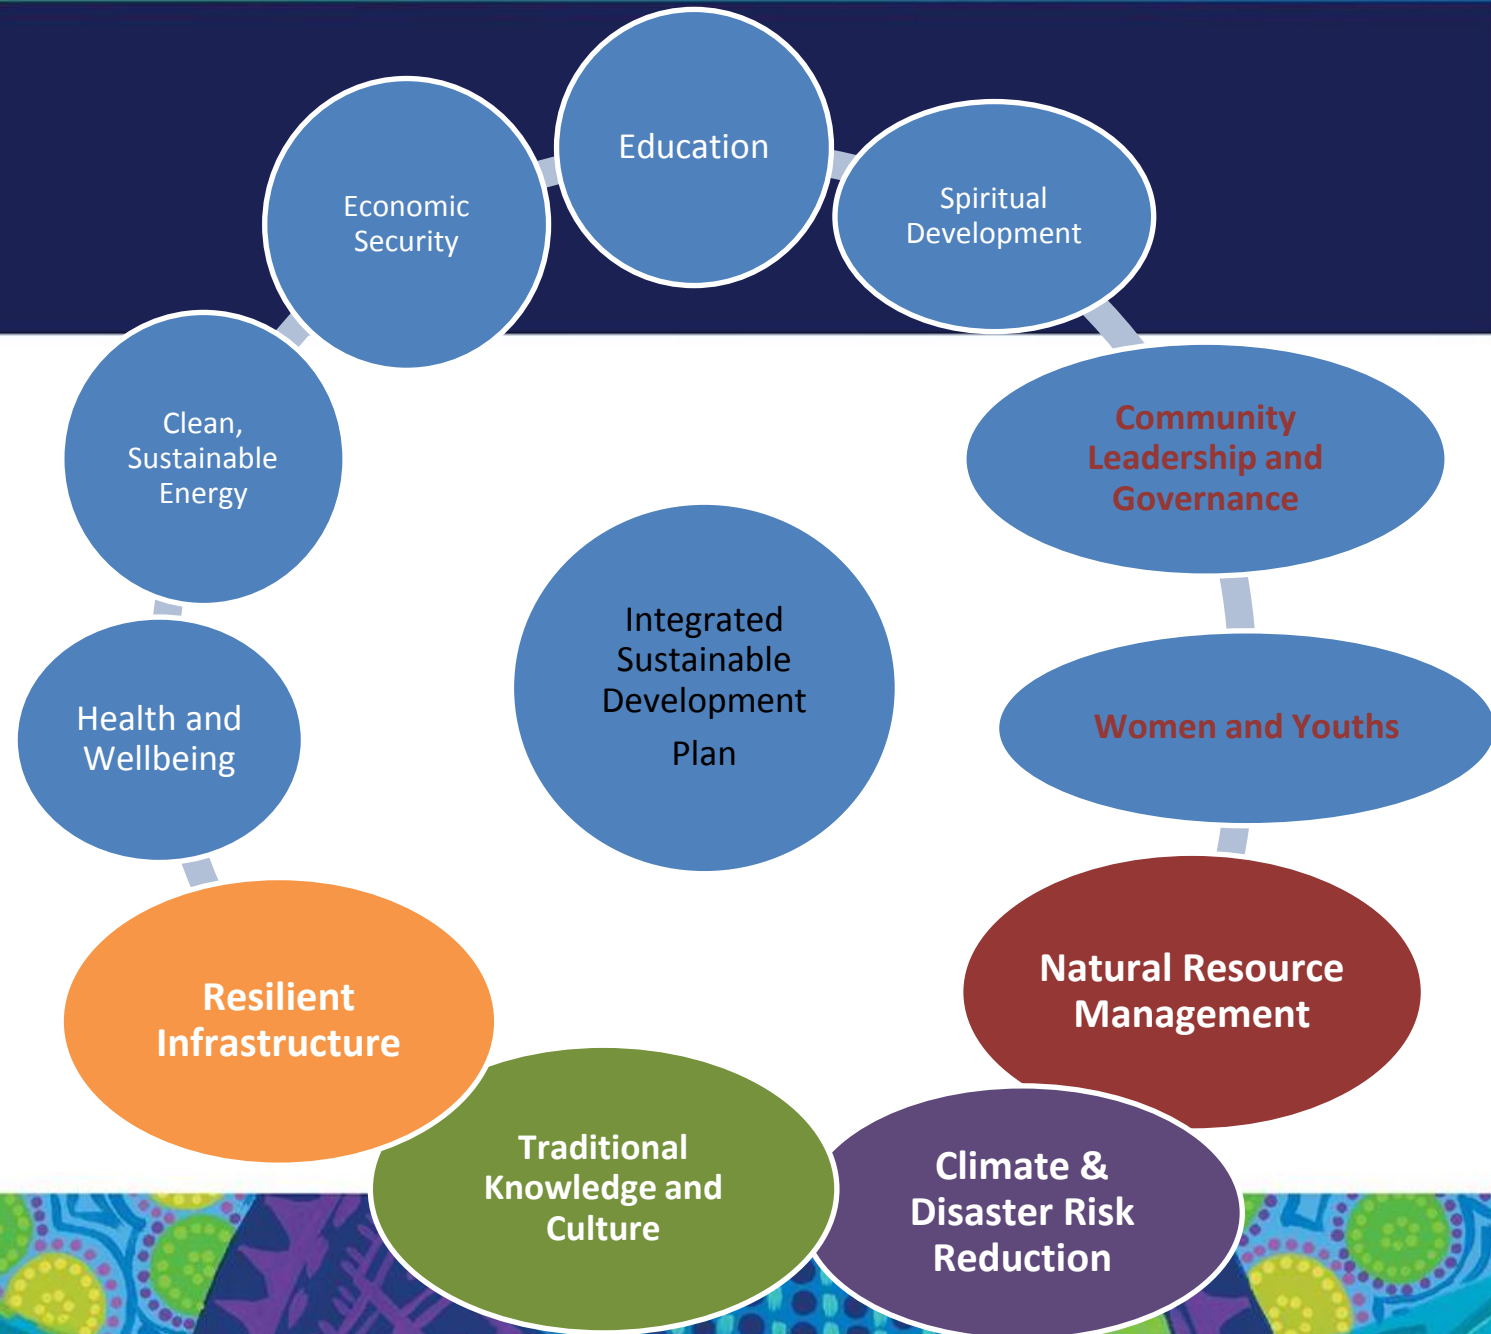 Education
Economic
Security
Spiritual
Development
Clean,
Sustainable
Energy
Community
Leadership and
Governance
Integrated
Sustainable
Development
Plan
Health and
Wellbeing
Women and Youths
Resilient
Infrastructure
Natural Resource
Management
Traditional
Knowledge and
Culture
Climate &
Disaster Risk
Reduction